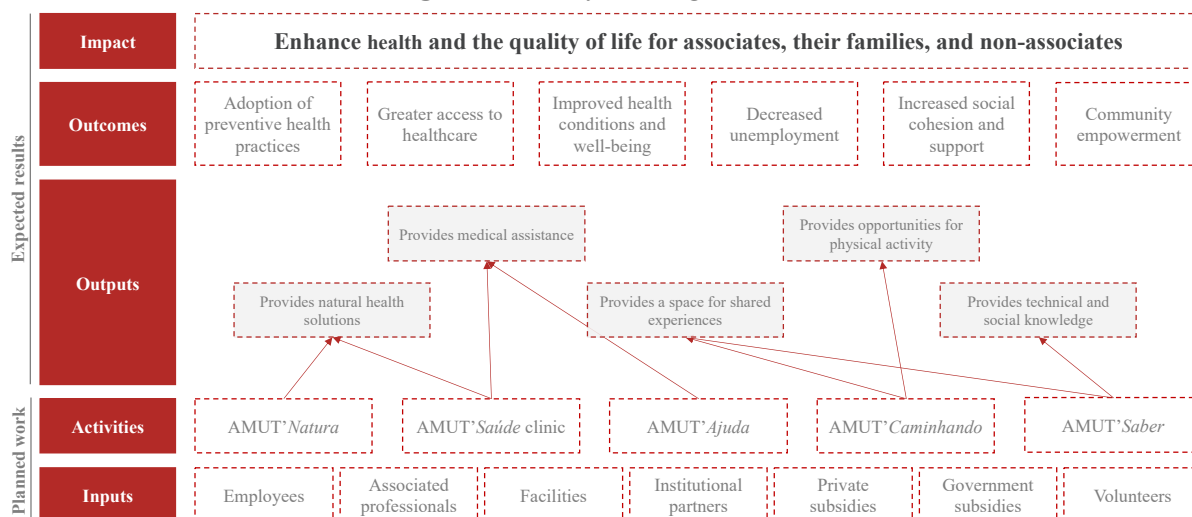 Expected results
Impact
Enhance health and the quality of life for associates, their families, and non-associates
Outcomes
Adoption of
preventive health
practices
Greater access to
healthcare
Improved health
conditions and
well-being
Decreased
unemployment
Increased social
cohesion and
support
Community
empowerment
Outputs
Provides medical assistance
Provides opportunities for
physical activity
Provides natural health
solutions
Provides a space for shared
experiences
Provides technical and
social knowledge
Planned work
Activities
AMUT’Natura
AMUT’Saúde clinic
AMUT’Ajuda
AMUT’Caminhando
AMUT’Saber
Inputs
Employees
Associated
professionals
Facilities
Institutional
partners
Private
subsidies
Government
subsidies
Volunteers